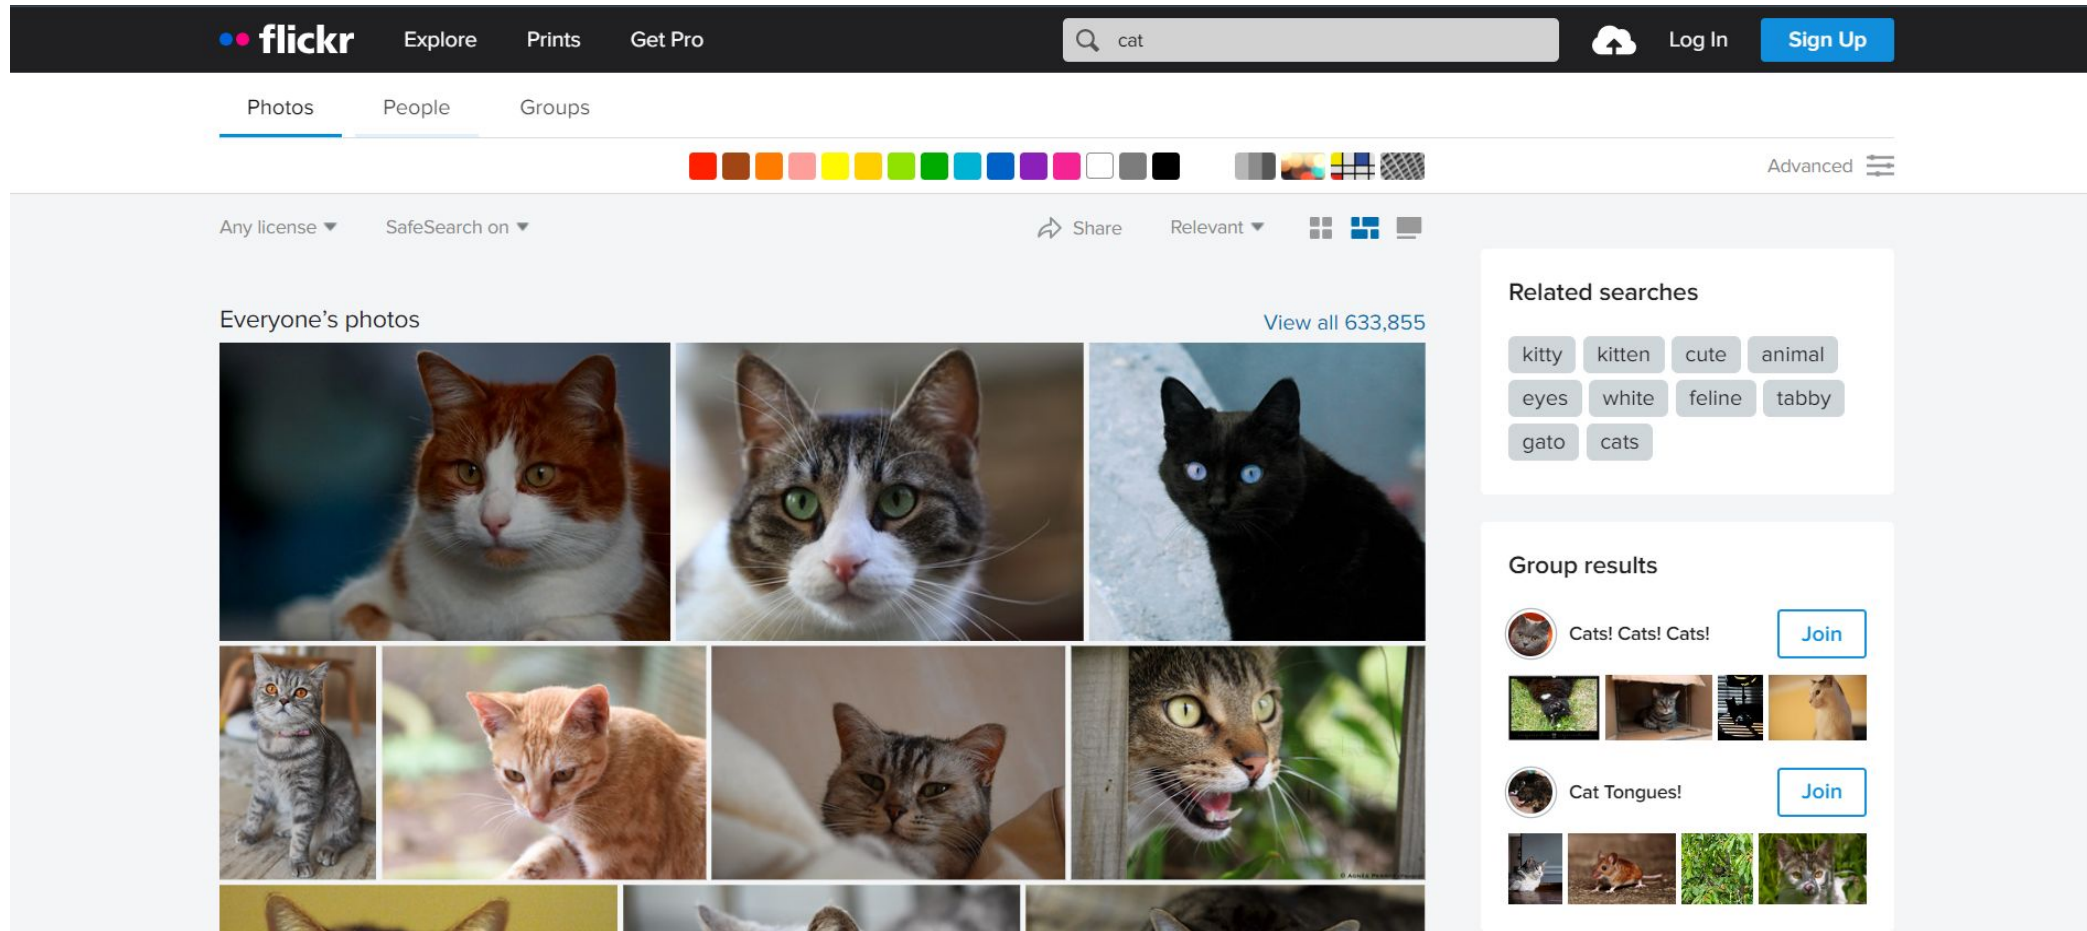 flickr Explore Prints Get Pro cat Log In Sign Up
Photos People Groups
Advanced
Any license SafeSearch on Share Relevant
Everyone's photos View all 633,855
Related searches
kitty kitten cute animal
eyes white feline tabby
gato cats
Group results
Cats! Cats! Cats! Join
Cat Tongues! Join